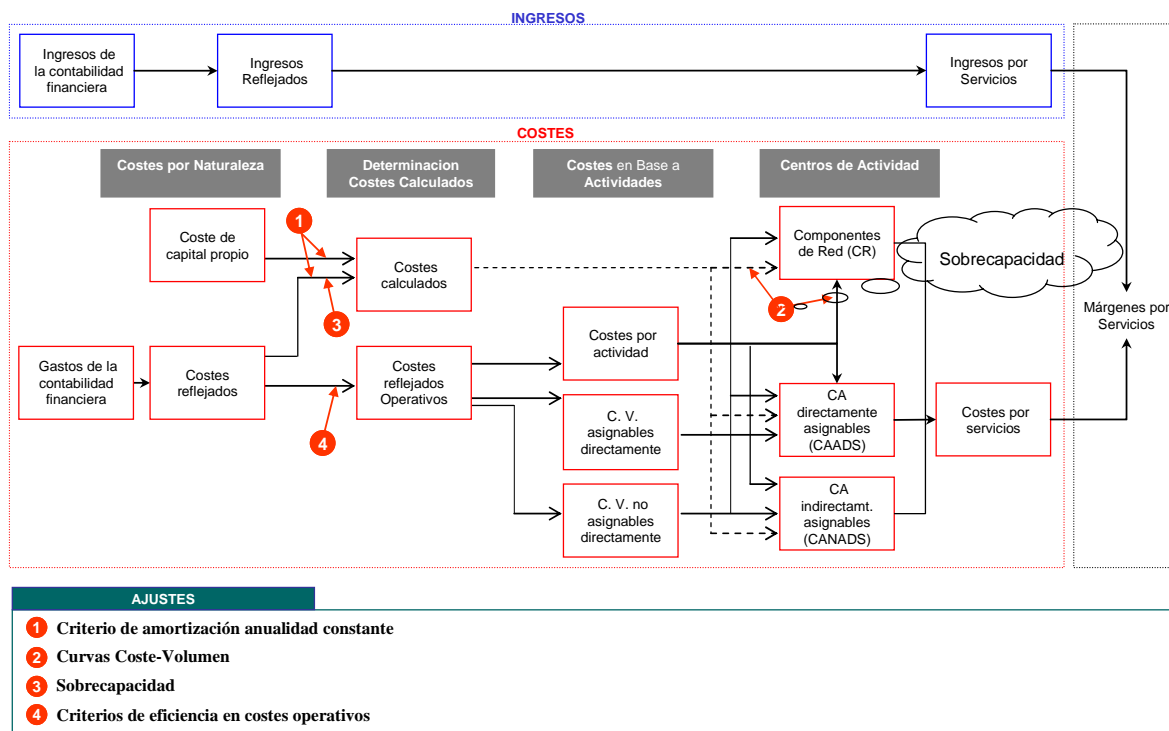 INGRESOS
Ingresos de
la contabilidad
financiera
Ingresos
Reflejados
Ingresos por
Servicios
COSTES
Costes por Naturaleza
Determinacion
Costes Calculados
Costes en Base a
Actividades
Centros de Actividad
1
Coste de
capital propio
Costes
calculados
Componentes
de Red (CR)
Sobrecapacidad
2
3
Márgenes por
Servicios
Costes por
actividad
Gastos de la
contabilidad
financiera
Costes
reflejados
Costes
reflejados
Operativos
4
C. V.
asignables
directamente
CA
directamente
asignables
(CAADS)
Costes por
servicios
C. V. no
asignables
directamente
CA
indirectamt.
asignables
(CANADS)
AJUSTES
1 Criterio de amortización anualidad constante
2 Curvas Coste-Volumen
3 Sobrecapacidad
4 Criterios de eficiencia en costes operativos